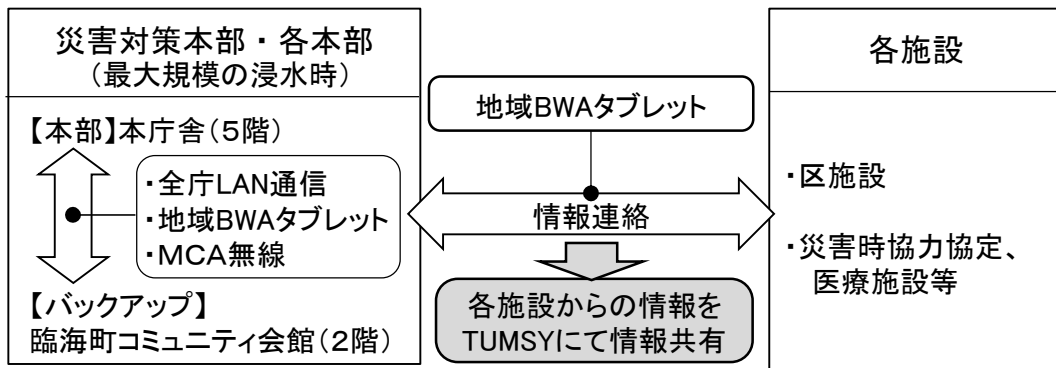 災害対策本部・各本部
(最大規模の浸水時)
【本部】本庁舎(5階)
・全庁LAN通信
・地域BWAタブレット
・MCA無線
【バックアップ】
臨海町コミュニティ会館(2階)
地域BWAタブレット
情報連絡
各施設からの情報を
TUMSYにて情報共有
各施設
・区施設
・災害時協力協定、
医療施設等